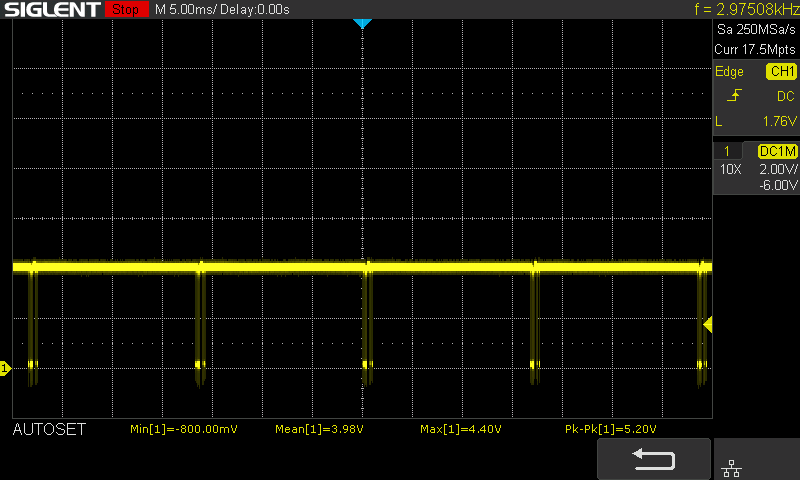 SIGLENT Stop M 5.00ms/ Delay:0.00s f = 2.97508kHz
Sa 250MSa/s
Curr 17.5Mpts
Edge CH1
DC
L 1.76V
1 DC1M
10X 2.00V/
-6.00V
1
AUTOSET Min[1]=-800.00mV Mean[1]=3.98V Max[1]=4.40V Pk-Pk[1]=5.20V